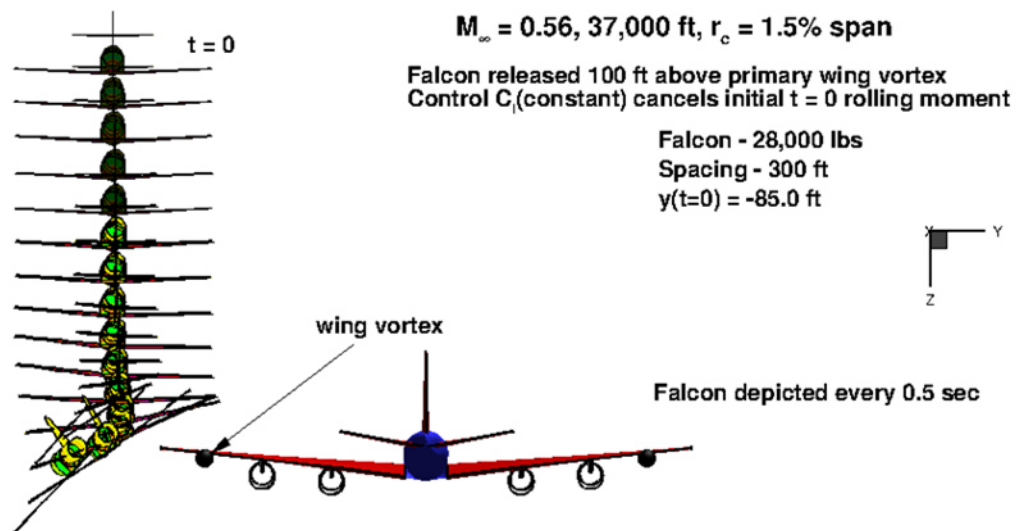 M∞ = 0.56, 37,000 ft, rc = 1.5% span
t = 0
Falcon released 100 ft above primary wing vortex
Control Cl(constant) cancels initial t = 0 rolling moment
Falcon - 28,000 lbs
Spacing - 300 ft
y(t=0) = -85.0 ft
X
Y
Z
wing vortex
Falcon depicted every 0.5 sec